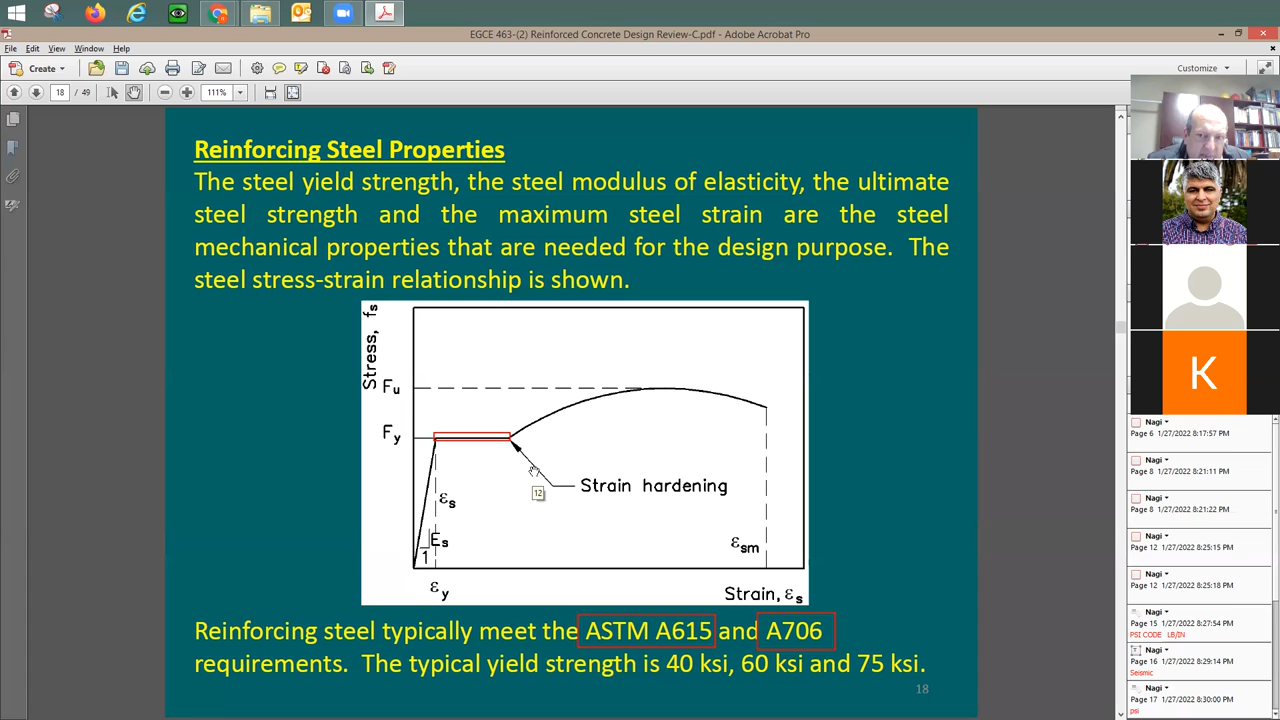 EGCE 463-(2) Reinforced Concrete Design Review-C.pdf - Adobe Acrobat Pro
File Edit View Window Help
Create
Customize
18 / 49
111%
Reinforcing Steel Properties
The steel yield strength, the steel modulus of elasticity, the ultimate
steel strength and the maximum steel strain are the steel
mechanical properties that are needed for the design purpose. The
steel stress-strain relationship is shown.
Stress, fs
Fu
Fy
Strain hardening
12
εs
Es
1
εsm
εy
Strain, εs
Reinforcing steel typically meet the ASTM A615 and A706
requirements. The typical yield strength is 40 ksi, 60 ksi and 75 ksi.
18
K
Nagi
Page 6 1/27/2022 8:17:57 PM
Nagi
Page 8 1/27/2022 8:21:11 PM
Nagi
Page 8 1/27/2022 8:21:22 PM
Nagi
Page 12 1/27/2022 8:25:15 PM
Nagi
Page 12 1/27/2022 8:25:18 PM
Nagi
Page 15 1/27/2022 8:27:54 PM
PSI CODE LB/IN
Nagi
Page 16 1/27/2022 8:29:14 PM
Seismic
Nagi
Page 17 1/27/2022 8:30:00 PM
psi